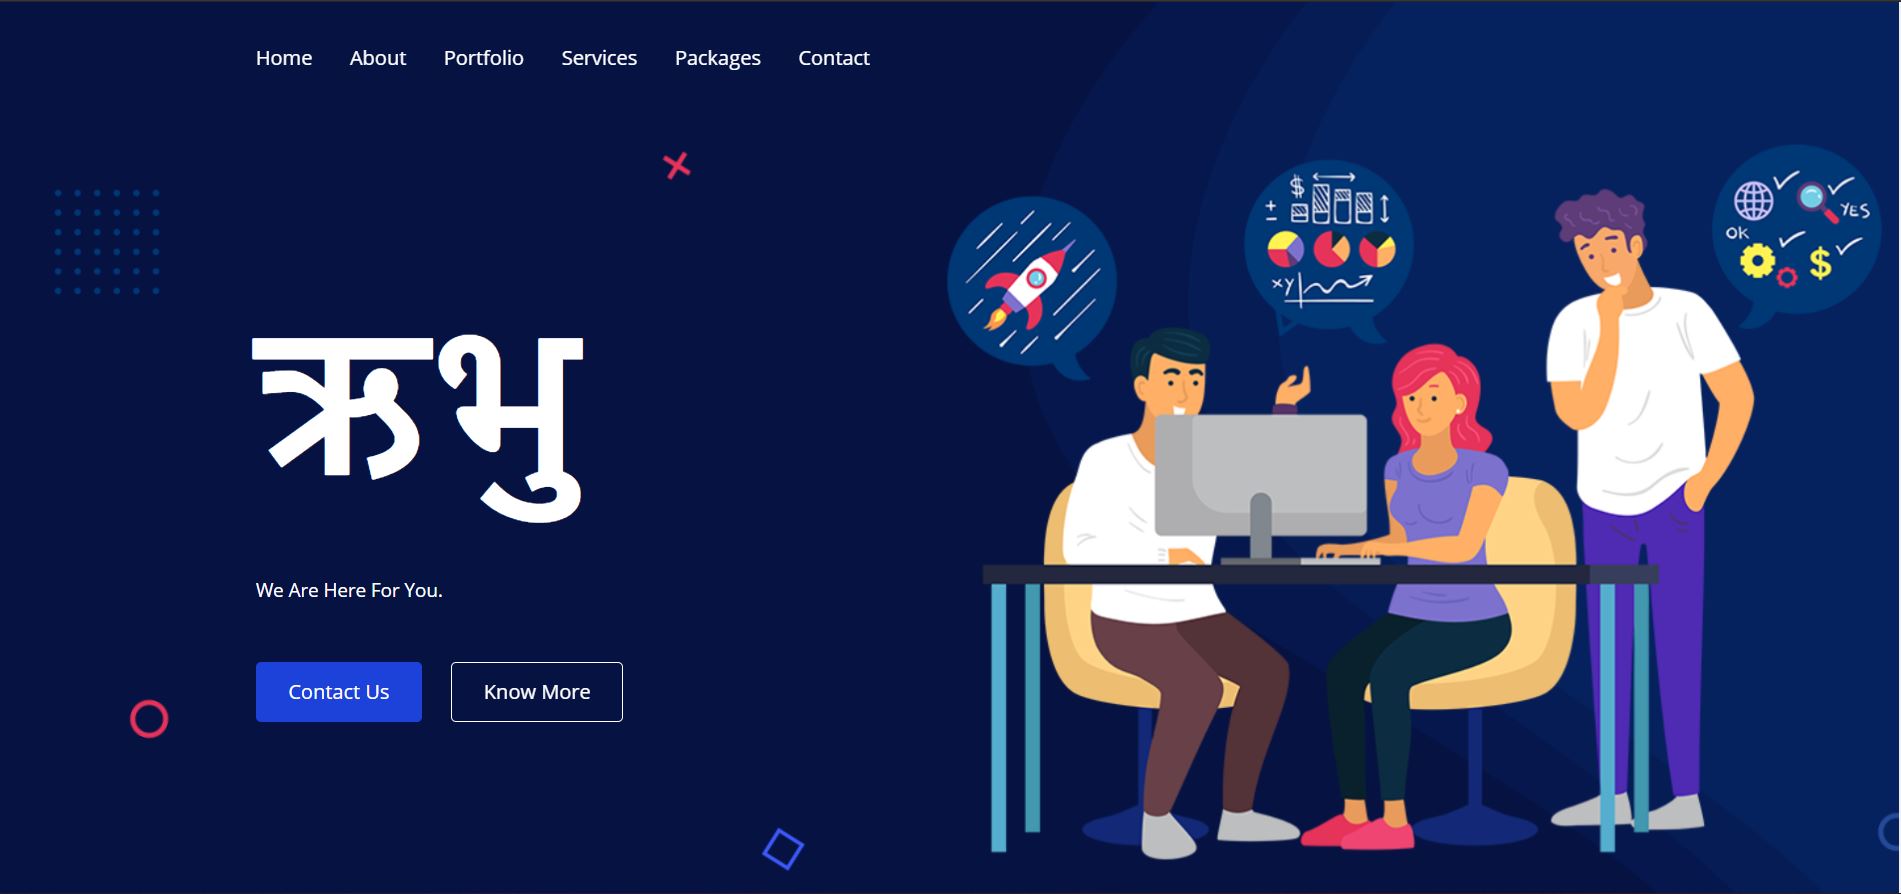 Home About Portfolio Services Packages Contact
ऋभु
We Are Here For You.
Contact Us Know More
$
+
−
xy
OK
YES
$